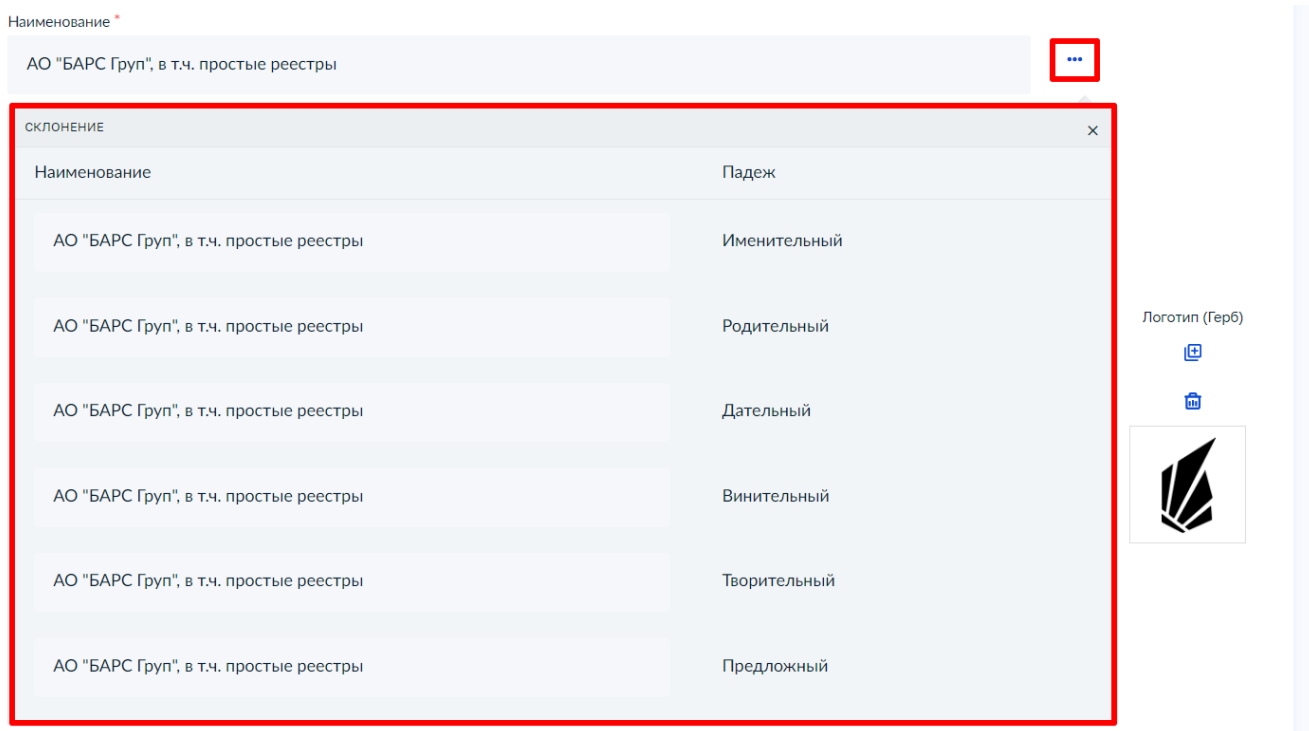 Наименование *
АО "БАРС Груп", в т.ч. простые реестры
СКЛОНЕНИЕ
Наименование Падеж
АО "БАРС Груп", в т.ч. простые реестры Именительный
АО "БАРС Груп", в т.ч. простые реестры Родительный
АО "БАРС Груп", в т.ч. простые реестры Дательный
АО "БАРС Груп", в т.ч. простые реестры Винительный
АО "БАРС Груп", в т.ч. простые реестры Творительный
АО "БАРС Груп", в т.ч. простые реестры Предложный
Логотип (Герб)